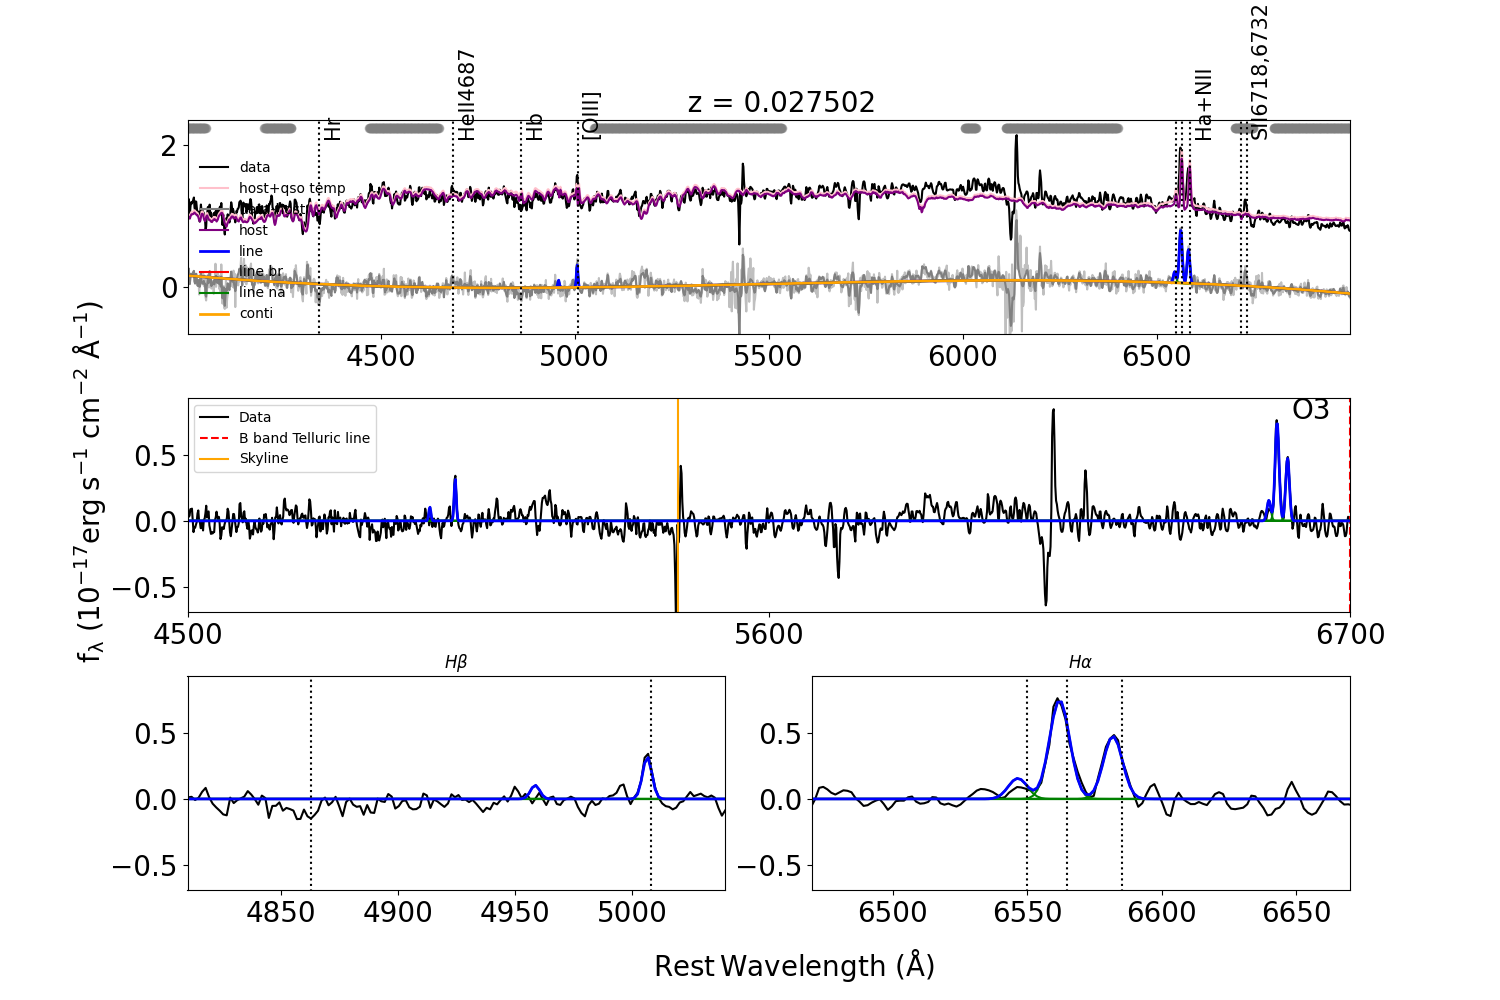 Hr
HeII4687
Hb
[OIII]
Ha+NII
SII6718,6732
z = 0.027502
2
0
data
host+qso temp
host
line
line br
line na
conti
4500
5000
5500
6000
6500
f_λ (10^−17 erg s^−1 cm^−2 Å^−1)
Data
B band Telluric line
Skyline
O3
0.5
0.0
−0.5
4500
5600
6700
Hβ
0.5
0.0
−0.5
4850
4900
4950
5000
Hα
0.5
0.0
−0.5
6500
6550
6600
6650
Rest Wavelength (Å)